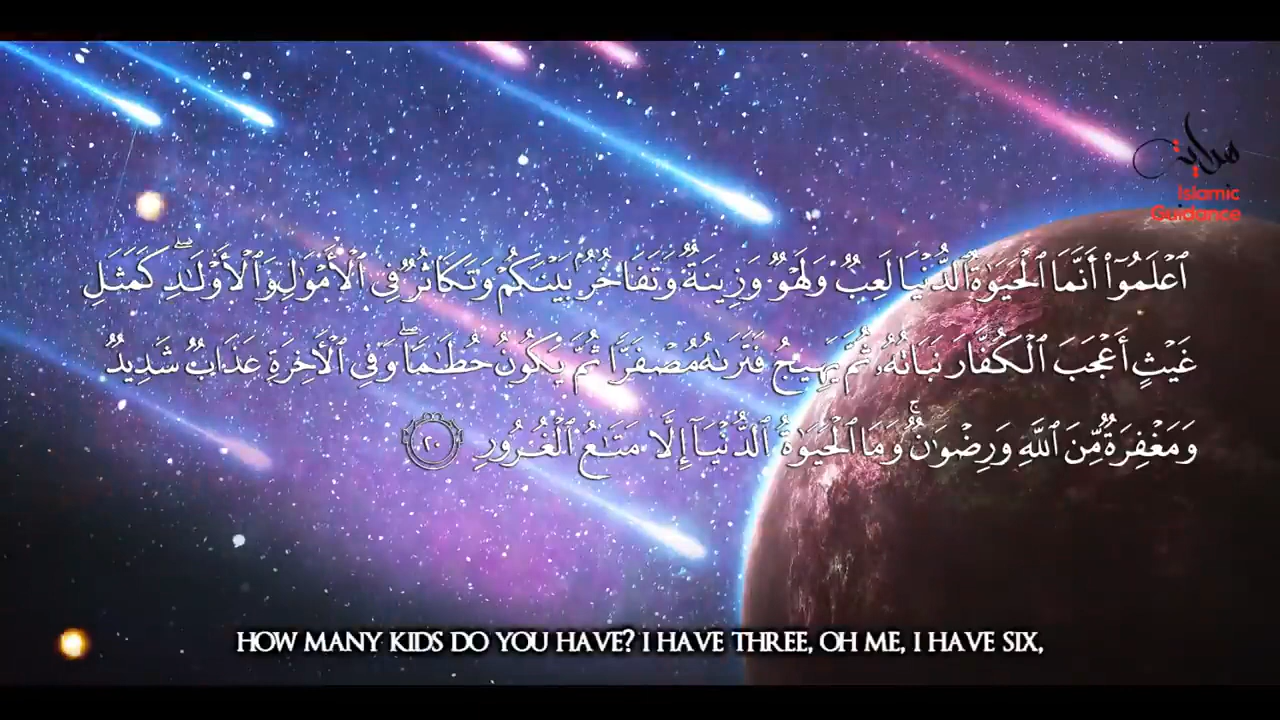 هداية
Islamic
Guidance
ٱعْلَمُوٓا۟ أَنَّمَا ٱلْحَيَوٰةُ ٱلدُّنْيَا لَعِبٌ وَلَهْوٌ وَزِينَةٌ وَتَفَاخُرٌۢ بَيْنَكُمْ وَتَكَاثُرٌ فِى ٱلْأَمْوَٰلِ وَٱلْأَوْلَٰدِ ۖ كَمَثَلِ
غَيْثٍ أَعْجَبَ ٱلْكُفَّارَ نَبَاتُهُۥ ثُمَّ يَهِيجُ فَتَرَىٰهُ مُصْفَرًّا ثُمَّ يَكُونُ حُطَٰمًا ۖ وَفِى ٱلْءَاخِرَةِ عَذَابٌ شَدِيدٌ
وَمَغْفِرَةٌ مِّنَ ٱللَّهِ وَرِضْوَٰنٌ ۚ وَمَا ٱلْحَيَوٰةُ ٱلدُّنْيَآ إِلَّا مَتَٰعُ ٱلْغُرُورِ ٢٠
HOW MANY KIDS DO YOU HAVE? I HAVE THREE, OH ME, I HAVE SIX,